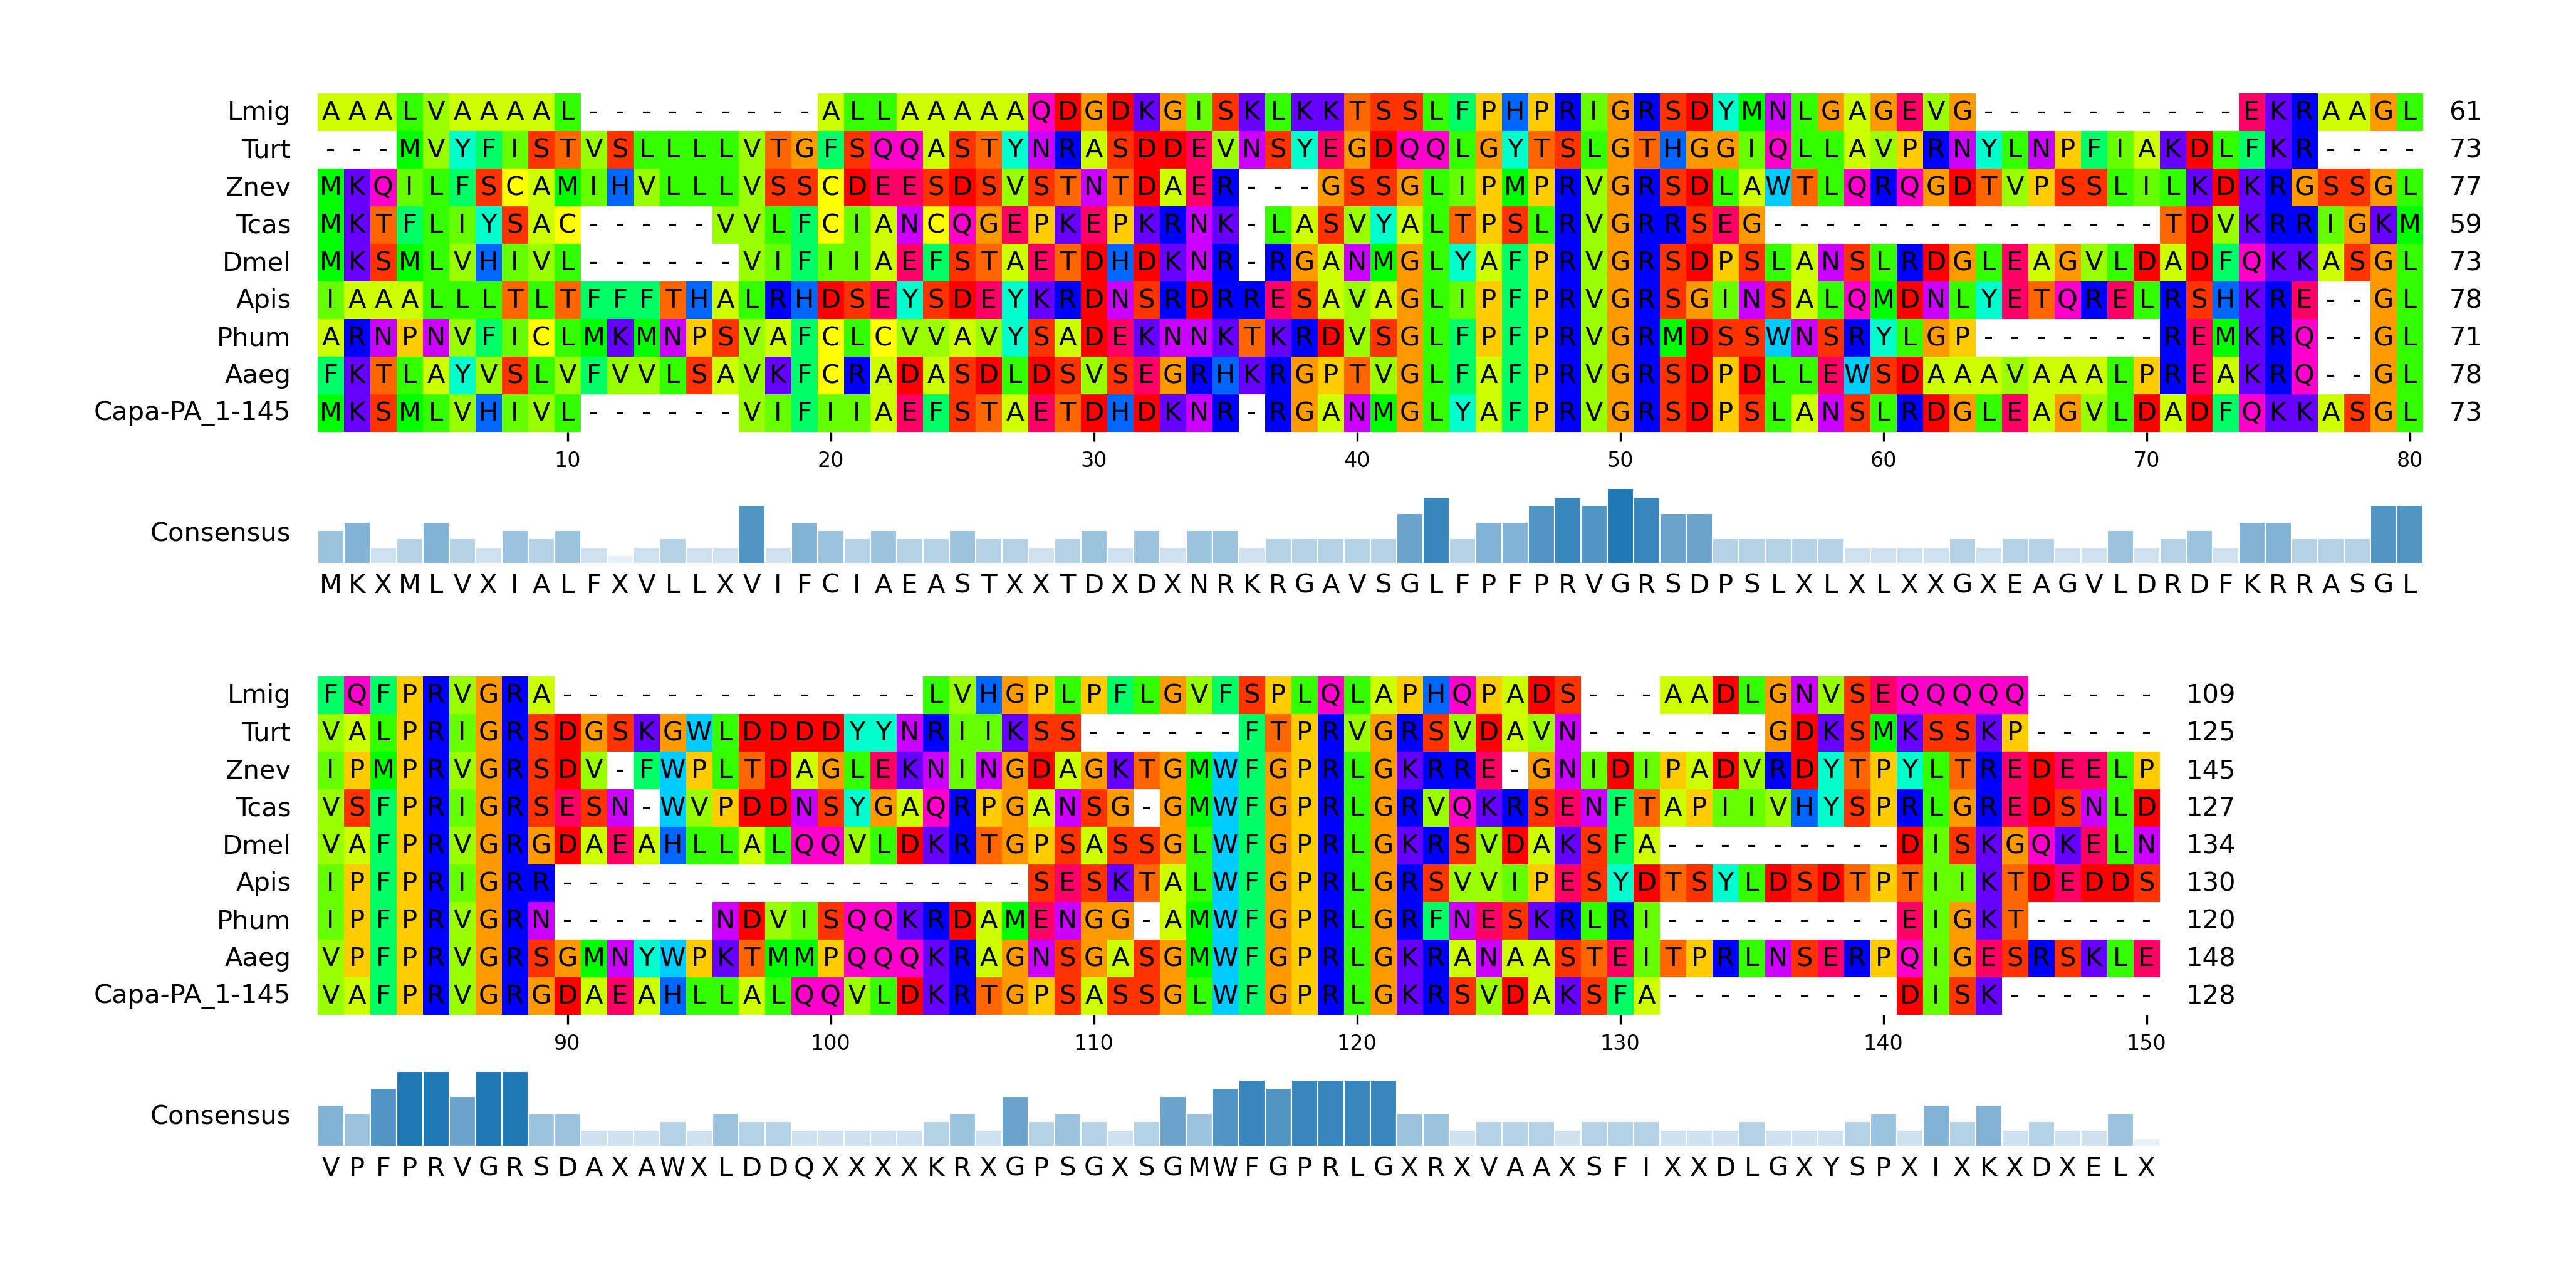 Lmig AAALVAAAAL---------ALLAAAAAQDGDKGISKLKKTSSLFPHPRIGRSDYMNLGAGEVG----------EKRAAGL 61
Turt ---MVYFISTVSLLLLVTGFSQQASTYNRASDDEVNSYEGDQQLGYTSLGTHGGIQLLAVPRNYLNPFIAKDLFKR---- 73
Znev MKQILFSCAMIHVLLLVSSCDEESDSVSTNTDAER---GSSGLIPMPRVGRSDLAWTLQRQGDTVPSSLILKDKRGSSGL 77
Tcas MKTFLIYSAC-----VVLFCIANCQGEPKEPKRNK-LASVYALTPSLRVGRRSEG---------------TDVKRRIGKM 59
Dmel MKSMLVHIVL------VIFIIAEFSTAETDHDKNR-RGANMGLYAFPRVGRSDPSLANSLRDGLEAGVLDADFQKKASGL 73
Apis IAAALLLTLTFFFTHALRHDSEYSDEYKRDNSRDRRESAVAGLIPFPRVGRSGINSALQMDNLYETQRELRSHKRE--GL 78
Phum ARNPNVFICLMKMNPSVAFCLCVVAVYSADEKNNKTKRDVSGLFPFPRVGRMDSSWNSRYLGP-------REMKRQ--GL 71
Aaeg FKTLAYVSLVFVVLSAVKFCRADASDLDSVSEGRHKRGPTVGLFAFPRVGRSDPDLLEWSDAAAVAAALPREAKRQ--GL 78
Capa-PA_1-145 MKSMLVHIVL------VIFIIAEFSTAETDHDKNR-RGANMGLYAFPRVGRSDPSLANSLRDGLEAGVLDADFQKKASGL 73
10 20 30 40 50 60 70 80
Consensus
MKXMLVXIALFXVLLXVIFCIAEASTXXTDXDXNRKRGAVSGLFPFPRVGRSDPSLXLXLXXGXEAGVLDRDFKRRASGL
Lmig FQFPRVGRA--------------LVHGPLPFLGVFSPLQLAPHQPADS---AADLGNVSEQQQQQ----- 109
Turt VALPRIGRSDGSKGWLDDDDYYNRIIKSS------FTPRVGRSVDAVN-------GDKSMKSSKP----- 125
Znev IPMPRVGRSDV-FWPLTDAGLEKNINGDAGKTGMWFGPRLGKRRE-GNIDIPADVRDYTPYLTREDEELP 145
Tcas VSFPRIGRSESN-WVPDDNSYGAQRPGANSG-GMWFGPRLGRVQKRSENFTAPIIVHYSPRLGREDSNLD 127
Dmel VAFPRVGRGDAEAHLLALQQVLDKRTGPSASSGLWFGPRLGKRSVDAKSFA---------DISKGQKELN 134
Apis IPFPRIGRR------------------SESKTALWFGPRLGRSVVIPESYDTSYLDSDTPTIIKTDEDDS 130
Phum IPFPRVGRN------NDVISQQKRDAMENGG-AMWFGPRLGRFNESKRLRI---------EIGKT----- 120
Aaeg VPFPRVGRSGMNYWPKTMMPQQQKRAGNSGASGMWFGPRLGKRANAASTEITPRLNSERPQIGESRSKLE 148
Capa-PA_1-145 VAFPRVGRGDAEAHLLALQQVLDKRTGPSASSGLWFGPRLGKRSVDAKSFA---------DISK------ 128
90 100 110 120 130 140 150
Consensus
VPFPRVGRSDAXAWXLDDQXXXXKRXGPSGXSGMWFGPRLGXRXVAAXSFIXXDLGXYSPXIXKXDXELX